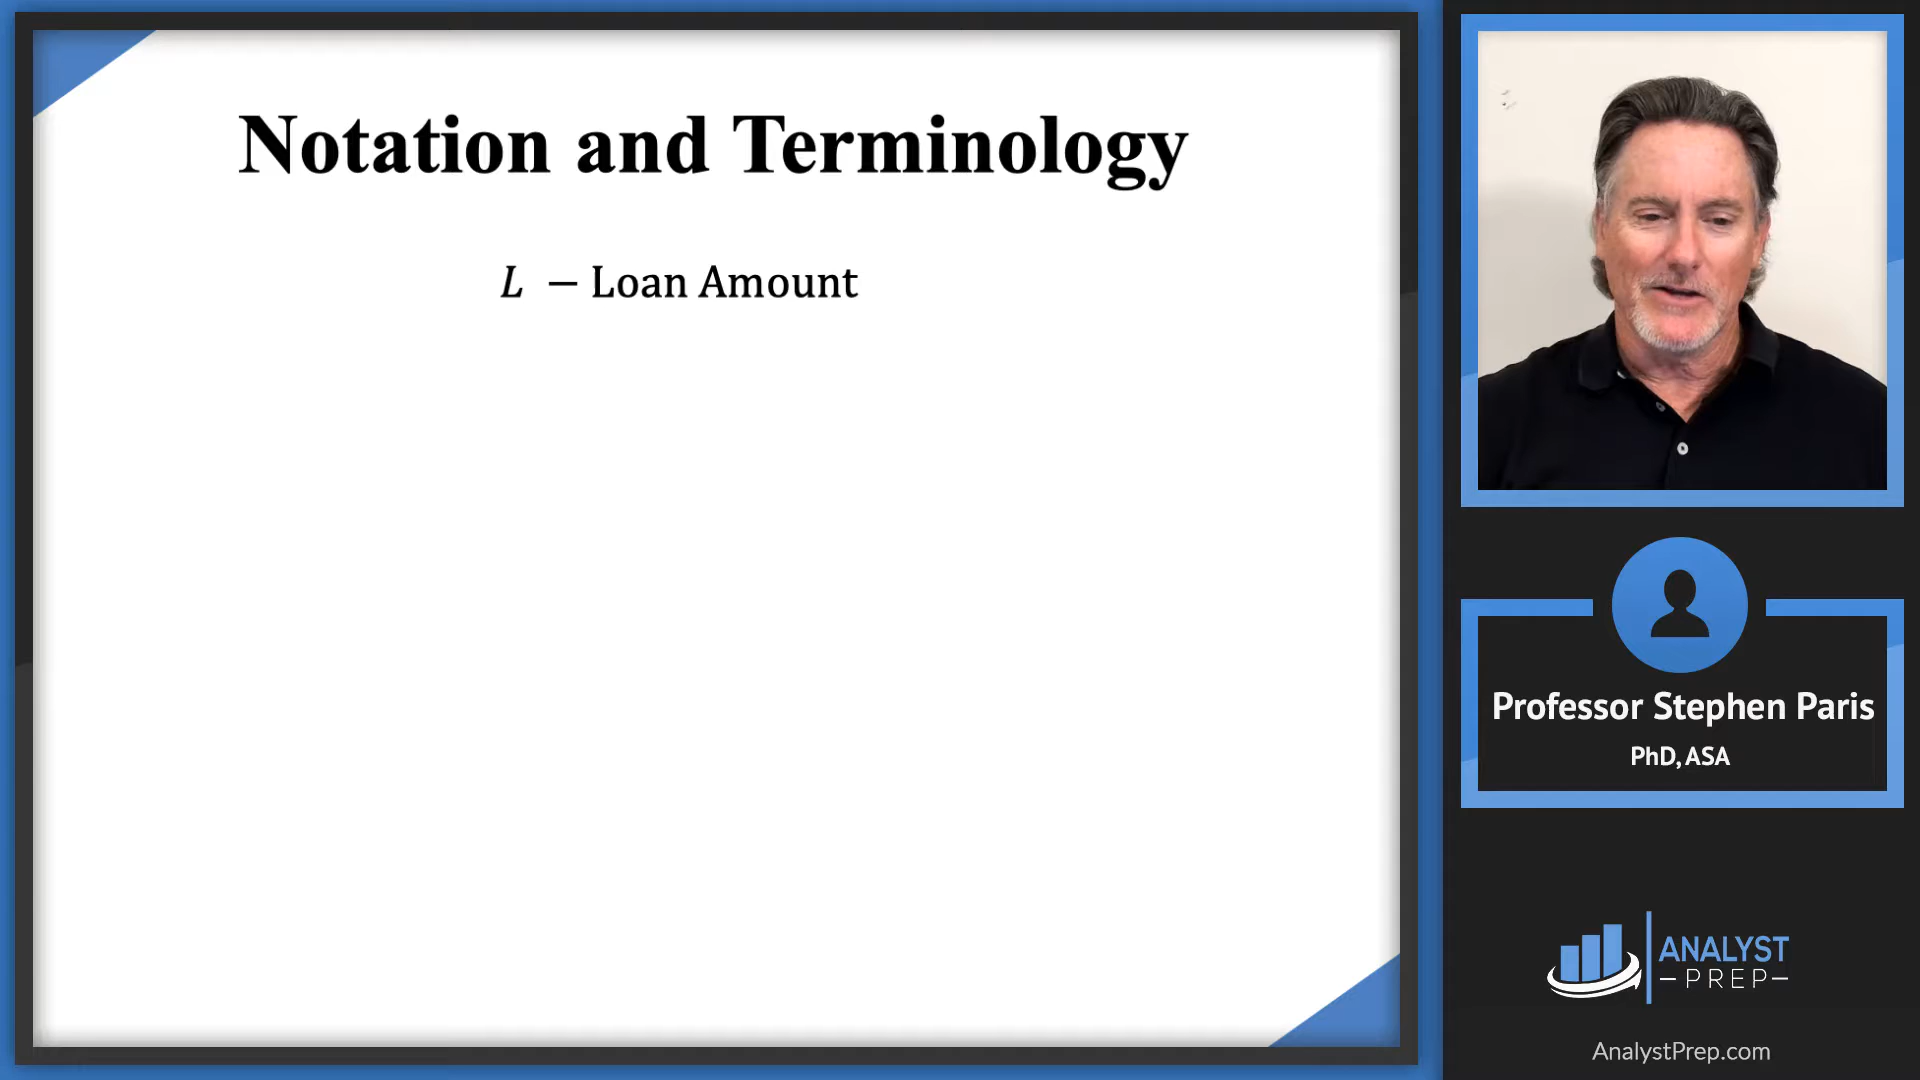 Notation and Terminology
L – Loan Amount
Professor Stephen Paris
PhD, ASA
ANALYST
PREP
AnalystPrep.com